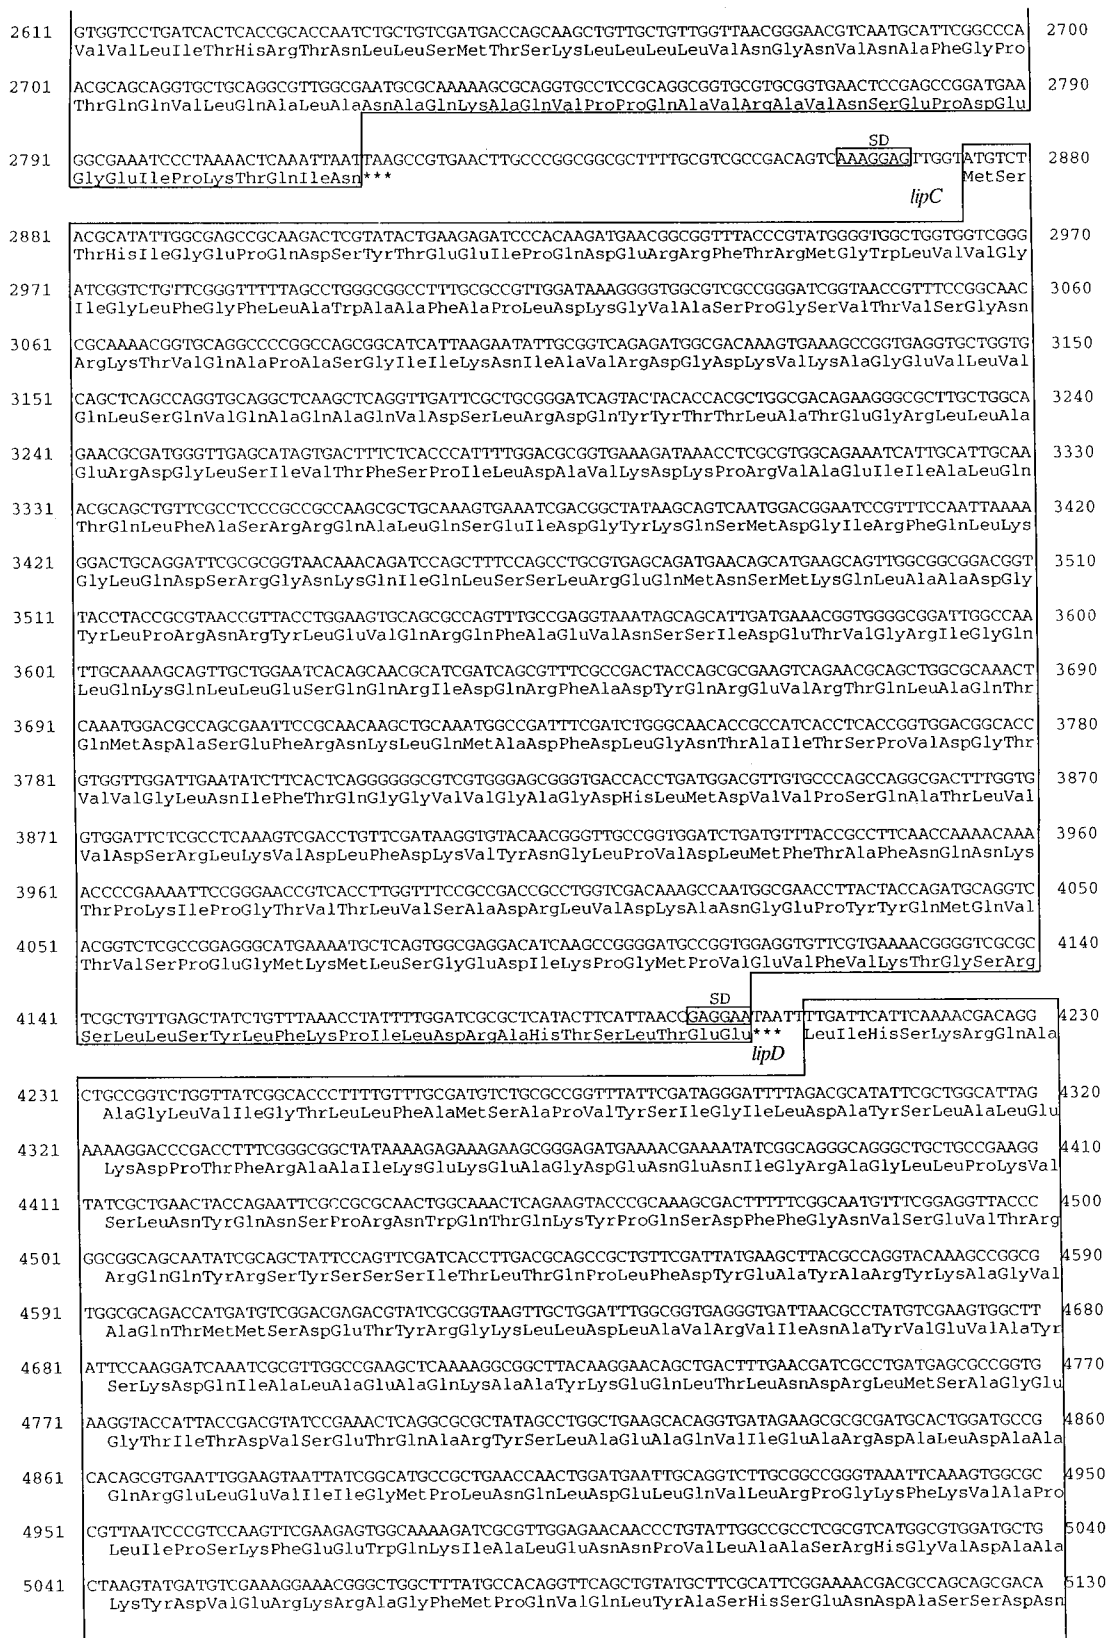 2611 GTGGTCCTGATCACTCACCGCACCAATCTGCTGTCGATGACCAGCAAGCTGTTGCTGTTGGTTAACGGGAACGTCAATGCATTCGGCCCA 2700
ValValLeuIleThrHisArgThrAsnLeuLeuSerMetThrSerLysLeuLeuLeuLeuValAsnGlyAsnValAsnAlaPheGlyPro
2701 ACGCAGCAGGTGCTGCAGGCGTTGGCGAATGCGCAAAAAGCGCAGGTGCCTCCGCAGGCGGTGCGTGCGGTGAACTCCGAGCCGGATGAA 2790
ThrGlnGlnValLeuGlnAlaLeuAlaAsnAlaGlnLysAlaGlnValProProGlnAlaValArgAlaValAsnSerGluProAspGlu
SD
2791 GGCGAAATCCCTAAAACTCAAATTAATTAAGCCGTGAACTTGCCCGGCGGCGCTTTTGCGTCGCCGACAGTCAAAGGAGTTGGTATGTCT 2880
GlyGluIleProLysThrGlnIleAsn*** lipC MetSer
2881 ACGCATATTGGCGAGCCGCAAGACTCGTATACTGAAGAGATCCCACAAGATGAACGGCGGTTTACCCGTATGGGGTGGCTGGTGGTCGGG 2970
ThrHisIleGlyGluProGlnAspSerTyrThrGluGluIleProGlnAspGluArgArgPheThrArgMetGlyTrpLeuValValGly
2971 ATCGGTCTGTTCGGGTTTTTAGCCTGGGCGGCCTTTGCGCCGTTGGATAAAGGGGTGGCGTCGCCGGGATCGGTAACCGTTTCCGGCAAC 3060
IleGlyLeuPheGlyPheLeuAlaTrpAlaAlaPheAlaProLeuAspLysGlyValAlaSerProGlySerValThrValSerGlyAsn
3061 CGCAAAACGGTGCAGGCCCCGGCCAGCGGCATCATTAAGAATATTGCGGTCAGAGATGGCGACAAAGTGAAAGCCGGTGAGGTGCTGGTG 3150
ArgLysThrValGlnAlaProAlaSerGlyIleIleLysAsnIleAlaValArgAspGlyAspLysValLysAlaGlyGluValLeuVal
3151 CAGCTCAGCCAGGTGCAGGCTCAAGCTCAGGTTGATTCGCTGCGGGATCAGTACTACACCACGCTGGCGACAGAAGGGCGCTTGCTGGCA 3240
GlnLeuSerGlnValGlnAlaGlnAlaGlnValAspSerLeuArgAspGlnTyrTyrThrThrLeuAlaThrGluGlyArgLeuLeuAla
3241 GAACGCGATGGGTTGAGCATAGTGACTTTCTCACCCATTTTGGACGCGGTGAAAGATAAACCTCGCGTGGCAGAAATCATTGCATTGCAA 3330
GluArgAspGlyLeuSerIleValThrPheSerProIleLeuAspAlaValLysAspLysProArgValAlaGluIleIleAlaLeuGln
3331 ACGCAGCTGTTCGCCTCCCGCCGCCAAGCGCTGCAAAGTGAAATCGACGGCTATAAGCAGTCAATGGACGGAATCCGTTTCCAATTAAAA 3420
ThrGlnLeuPheAlaSerArgArgGlnAlaLeuGlnSerGluIleAspGlyTyrLysGlnSerMetAspGlyIleArgPheGlnLeuLys
3421 GGACTGCAGGATTCGCGCGGTAACAAACAGATCCAGCTTTCCAGCCTGCGTGAGCAGATGAACAGCATGAAGCAGTTGGCGGCGGACGGT 3510
GlyLeuGlnAspSerArgGlyAsnLysGlnIleGlnLeuSerSerLeuArgGluGlnMetAsnSerMetLysGlnLeuAlaAlaAspGly
3511 TACCTACCGCGTAACCGTTACCTGGAAGTGCAGCGCCAGTTTGCCGAGGTAAATAGCAGCATTGATGAAACGGTGGGGCGGATTGGCCAA 3600
TyrLeuProArgAsnArgTyrLeuGluValGlnArgGlnPheAlaGluValAsnSerSerIleAspGluThrValGlyArgIleGlyGln
3601 TTGCAAAAGCAGTTGCTGGAATCACAGCAACGCATCGATCAGCGTTTCGCCGACTACCAGCGCGAAGTCAGAACGCAGCTGGCGCAAACT 3690
LeuGlnLysGlnLeuLeuGluSerGlnGlnArgIleAspGlnArgPheAlaAspTyrGlnArgGluValArgThrGlnLeuAlaGlnThr
3691 CAAATGGACGCCAGCGAATTCCGCAACAAGCTGCAAATGGCCGATTTCGATCTGGGCAACACCGCCATCACCTCACCGGTGGACGGCACC 3780
GlnMetAspAlaSerGluPheArgAsnLysLeuGlnMetAlaAspPheAspLeuGlyAsnThrAlaIleThrSerProValAspGlyThr
3781 GTGGTTGGATTGAATATCTTCACTCAGGGGGGCGTCGTGGGAGCGGGTGACCACCTGATGGACGTTGTGCCCAGCCAGGCGACTTTGGTG 3870
ValValGlyLeuAsnIlePheThrGlnGlyGlyValValGlyAlaGlyAspHisLeuMetAspValValProSerGlnAlaThrLeuVal
3871 GTGGATTCTCGCCTCAAAGTCGACCTGTTCGATAAGGTGTACAACGGGTTGCCGGTGGATCTGATGTTTACCGCCTTCAACCAAAACAAA 3960
ValAspSerArgLeuLysValAspLeuPheAspLysValTyrAsnGlyLeuProValAspLeuMetPheThrAlaPheAsnGlnAsnLys
3961 ACCCCGAAAATTCCGGGAACCGTCACCTTGGTTTCCGCCGACCGCCTGGTCGACAAAGCCAATGGCGAACCTTACTACCAGATGCAGGTC 4050
ThrProLysIleProGlyThrValThrLeuValSerAlaAspArgLeuValAspLysAlaAsnGlyGluProTyrTyrGlnMetGlnVal
4051 ACGGTCTCGCCGGAGGGCATGAAAATGCTCAGTGGCGAGGACATCAAGCCGGGGATGCCGGTGGAGGTGTTCGTGAAAACGGGGTCGCGC 4140
ThrValSerProGluGlyMetLysMetLeuSerGlyGluAspIleLysProGlyMetProValGluValPheValLysThrGlySerArg
SD
4141 TCGCTGTTGAGCTATCTGTTTAAACCTATTTTGGATCGCGCTCATACTTCATTAACCGAGGAATAATTTTGATTCATTCAAAACGACAGG 4230
SerLeuLeuSerTyrLeuPheLysProIleLeuAspArgAlaHisThrSerLeuThrGluGlu*** lipD LeuIleHisSerLysArgGlnAla
4231 CTGCCGGTCTGGTTATCGGCACCCTTTTGTTTGCGATGTCTGCGCCGGTTTATTCGATAGGGATTTTAGACGCATATTCGCTGGCATTAG 4320
AlaGlyLeuValIleGlyThrLeuLeuPheAlaMetSerAlaProValTyrSerIleGlyIleLeuAspAlaTyrSerLeuAlaLeuGlu
4321 AAAAGGACCCGACCTTTCGGGCGGCTATAAAAGAGAAAGAAGCGGGAGATGAAAACGAAAATATCGGCAGGGCAGGGCTGCTGCCGAAGG 4410
LysAspProThrPheArgAlaAlaIleLysGluLysGluAlaGlyAspGluAsnGluAsnIleGlyArgAlaGlyLeuLeuProLysVal
4411 TATCGCTGAACTACCAGAATTCGCCGCGCAACTGGCAAACTCAGAAGTACCCGCAAAGCGACTTTTTCGGCAATGTTTCGGAGGTTACCC 4500
SerLeuAsnTyrGlnAsnSerProArgAsnTrpGlnThrGlnLysTyrProGlnSerAspPhePheGlyAsnValSerGluValThrArg
4501 GGCGGCAGCAATATCGCAGCTATTCCAGTTCGATCACCTTGACGCAGCCGCTGTTCGATTATGAAGCTTACGCCAGGTACAAAGCCGGCG 4590
ArgGlnGlnTyrArgSerTyrSerSerSerIleThrLeuThrGlnProLeuPheAspTyrGluAlaTyrAlaArgTyrLysAlaGlyVal
4591 TGGCGCAGACCATGATGTCGGACGAGACGTATCGCGGTAAGTTGCTGGATTTGGCGGTGAGGGTGATTAACGCCTATGTCGAAGTGGCTT 4680
AlaGlnThrMetMetSerAspGluThrTyrArgGlyLysLeuLeuAspLeuAlaValArgValIleAsnAlaTyrValGluValAlaTyr
4681 ATTCCAAGGATCAAATCGCGTTGGCCGAAGCTCAAAAGGCGGCTTACAAGGAACAGCTGACTTTGAACGATCGCCTGATGAGCGCCGGTG 4770
SerLysAspGlnIleAlaLeuAlaGluAlaGlnLysAlaAlaTyrLysGluGlnLeuThrLeuAsnAspArgLeuMetSerAlaGlyGlu
4771 AAGGTACCATTACCGACGTATCCGAAACTCAGGCGCGCTATAGCCTGGCTGAAGCACAGGTGATAGAAGCGCGCGATGCACTGGATGCCG 4860
GlyThrIleThrAspValSerGluThrGlnAlaArgTyrSerLeuAlaGluAlaGlnValIleGluAlaArgAspAlaLeuAspAlaAla
4861 CACAGCGTGAATTGGAAGTAATTATCGGCATGCCGCTGAACCAACTGGATGAATTGCAGGTCTTGCGGCCGGGTAAATTCAAAGTGGCGC 4950
GlnArgGluLeuGluValIleIleGlyMetProLeuAsnGlnLeuAspGluLeuGlnValLeuArgProGlyLysPheLysValAlaPro
4951 CGTTAATCCCGTCCAAGTTCGAAGAGTGGCAAAAGATCGCGTTGGAGAACAACCCTGTATTGGCCGCCTCGCGTCATGGCGTGGATGCTG 5040
LeuIleProSerLysPheGluGluTrpGlnLysIleAlaLeuGluAsnAsnProValLeuAlaAlaSerArgHisGlyValAspAlaAla
5041 CTAAGTATGATGTCGAAAGGAAACGGGCTGGCTTTATGCCACAGGTTCAGCTGTATGCTTCGCATTCGGAAAACGACGCCAGCAGCGACA 5130
LysTyrAspValGluArgLysArgAlaGlyPheMetProGlnValGlnLeuTyrAlaSerHisSerGluAsnAspAlaSerSerAspAsn